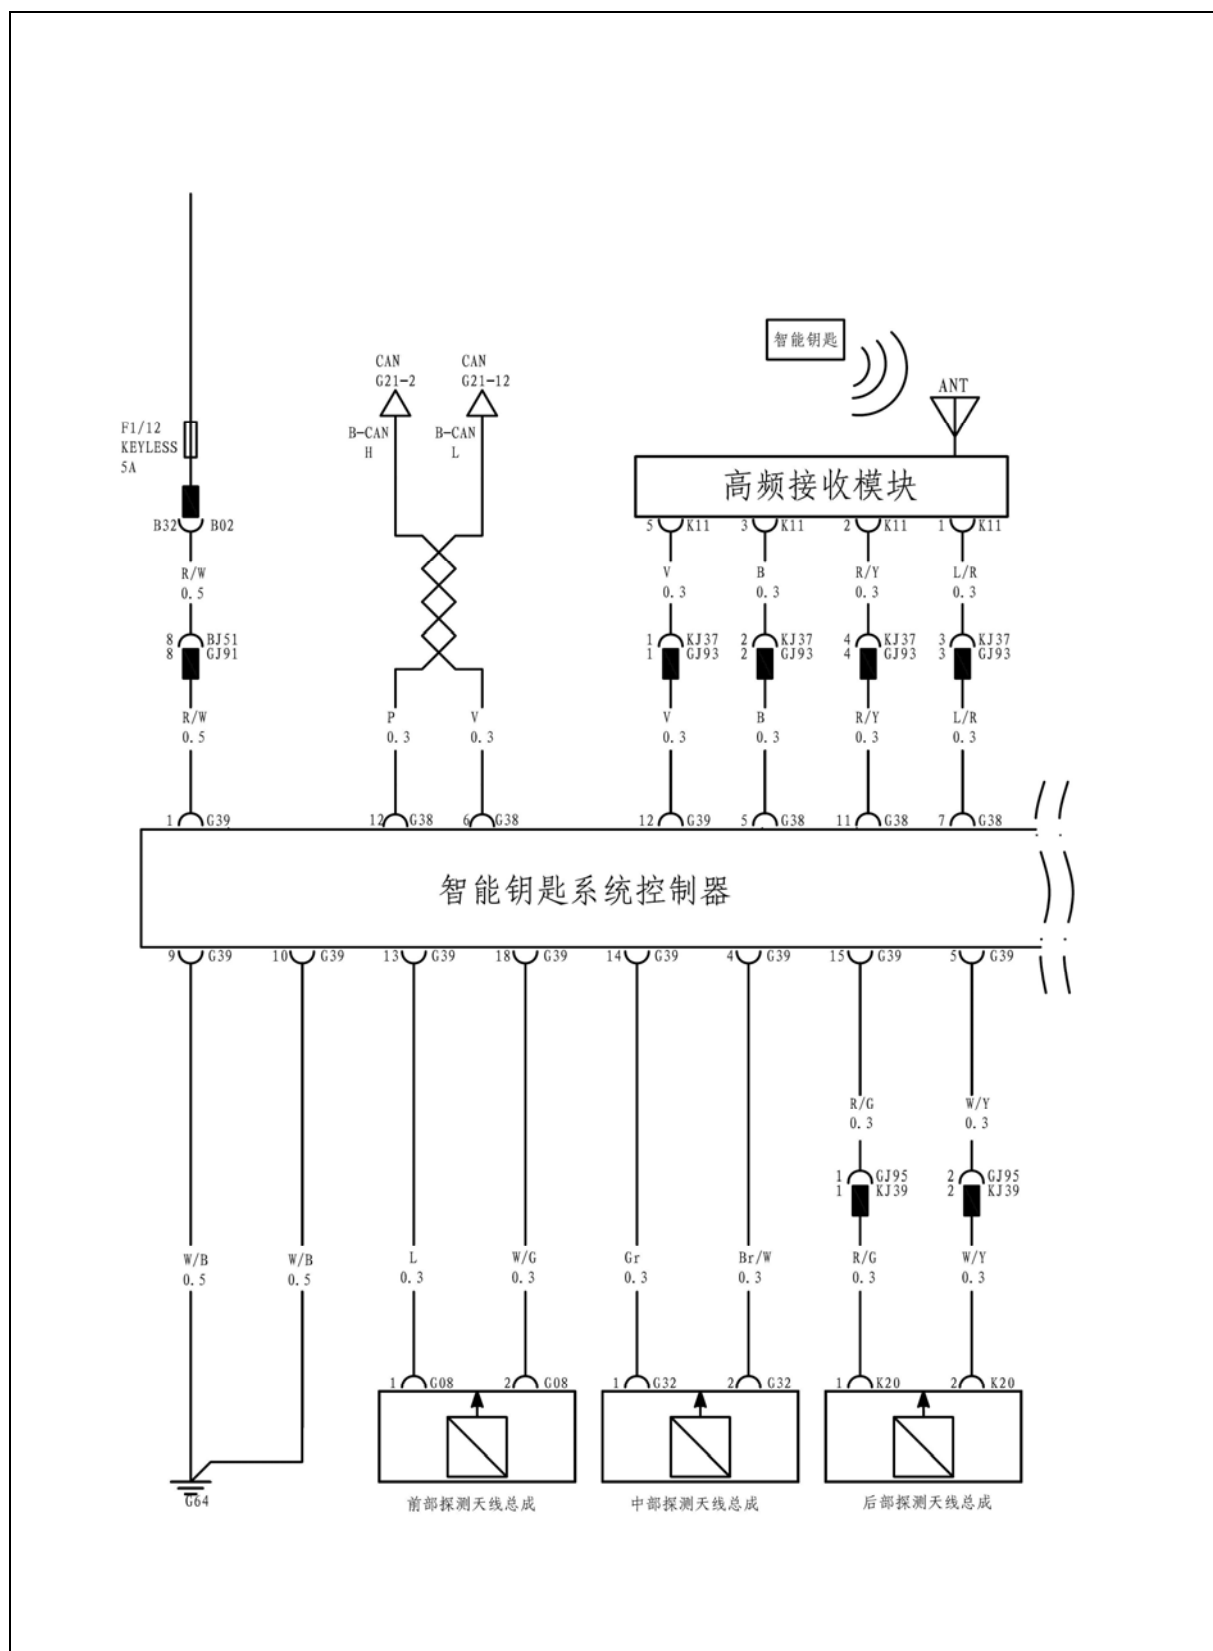 智能钥匙
CAN
G21-2
CAN
G21-12
ANT
F1/12
KEYLESS
5A
B-CAN
H
B-CAN
L
高频接收模块
B32 B02
5 K11 3 K11 2 K11 1 K11
R/W
0.5
V
0.3
B
0.3
R/Y
0.3
L/R
0.3
8 BJ51
8 GJ91
1 KJ37
1 GJ93
2 KJ37
2 GJ93
4 KJ37
4 GJ93
3 KJ37
3 GJ93
R/W
0.5
P
0.3
V
0.3
V
0.3
B
0.3
R/Y
0.3
L/R
0.3
1 G39 12 G38 6 G38 12 G39 5 G38 11 G38 7 G38
智能钥匙系统控制器
9 G39 10 G39 13 G39 18 G39 14 G39 4 G39 15 G39 5 G39
R/G
0.3
W/Y
0.3
1 GJ95
1 KJ39
2 GJ95
2 KJ39
W/B
0.5
W/B
0.5
L
0.3
W/G
0.3
Gr
0.3
Br/W
0.3
R/G
0.3
W/Y
0.3
1 G08 2 G08 1 G32 2 G32 1 K20 2 K20
G64
前部探测天线总成
中部探测天线总成
后部探测天线总成